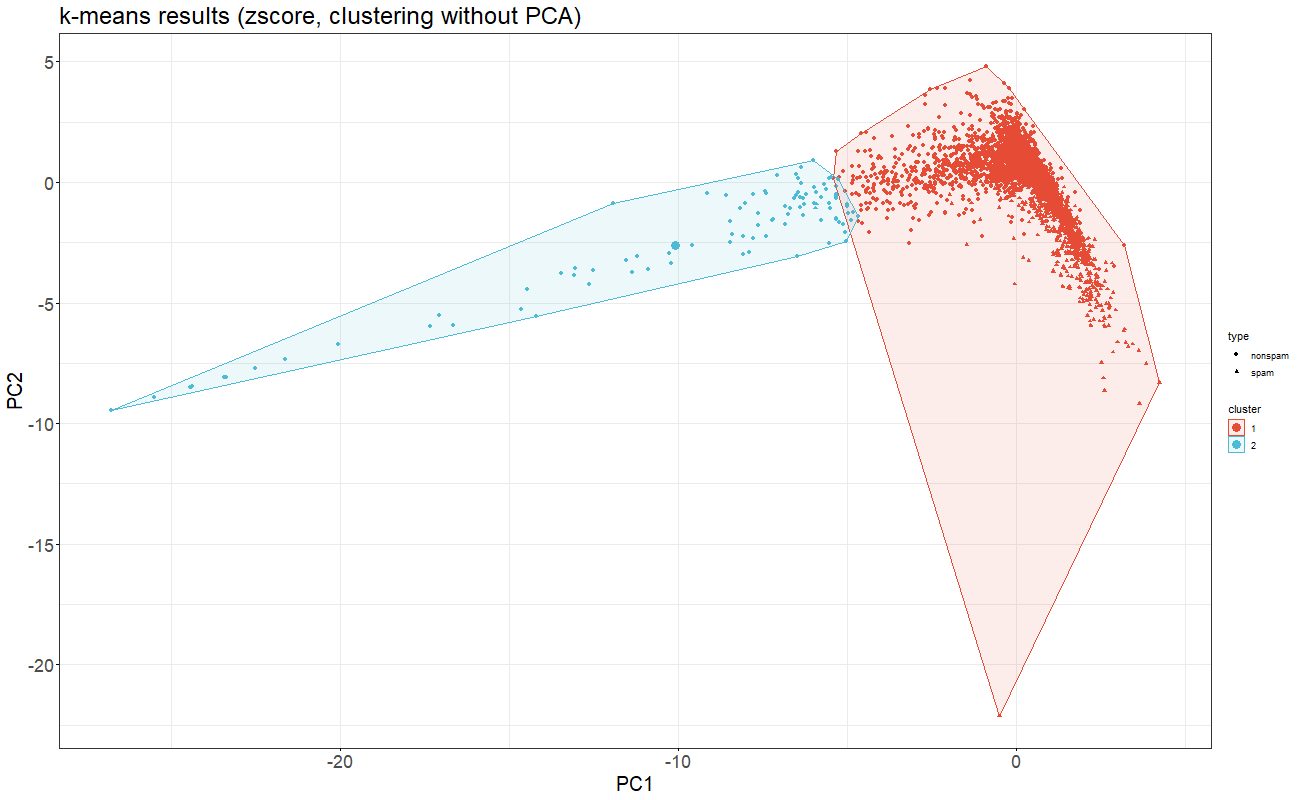 k-means results (zscore, clustering without PCA)
5
0
-5
-10
-15
-20
PC2
-20
-10
0
PC1
type
nonspam
spam
cluster
1
2